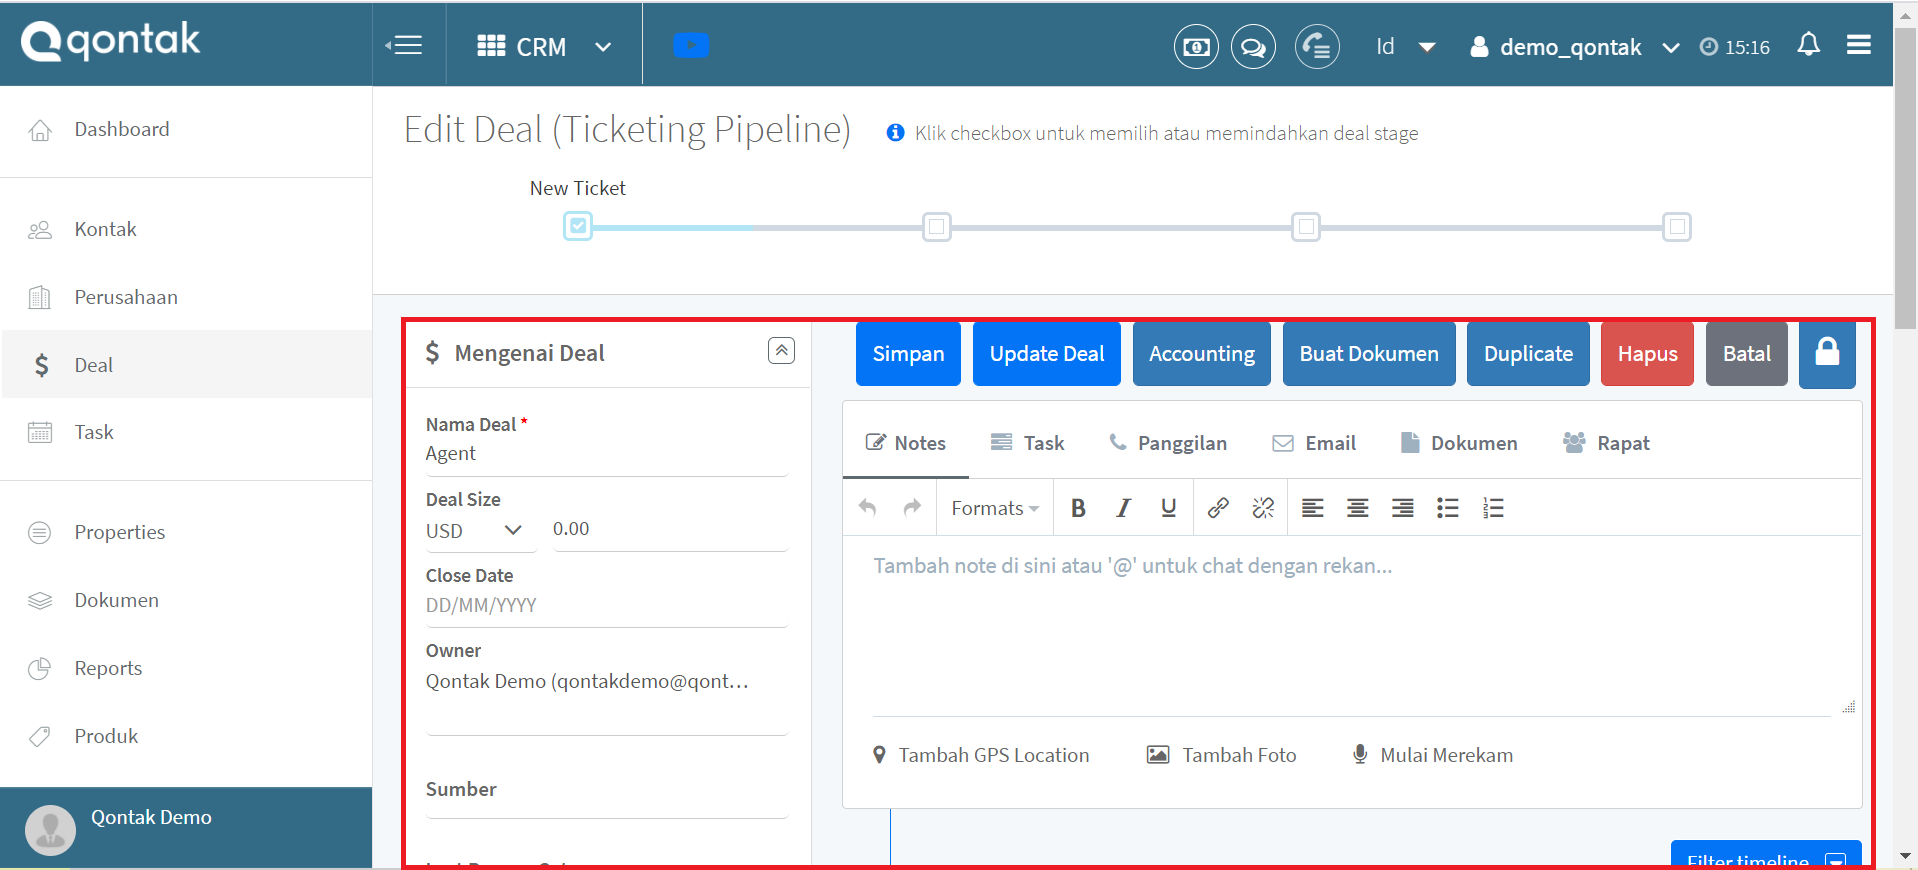 qontak
CRM
Id
demo_qontak
15:16
Dashboard
Kontak
Perusahaan
Deal
Task
Properties
Dokumen
Reports
Produk
Qontak Demo
Edit Deal (Ticketing Pipeline)
Klik checkbox untuk memilih atau memindahkan deal stage
New Ticket
$ Mengenai Deal
Nama Deal *
Agent
Deal Size
USD 0.00
Close Date
DD/MM/YYYY
Owner
Qontak Demo (qontakdemo@qont...
Sumber
Simpan Update Deal Accounting Buat Dokumen Duplicate Hapus Batal
Notes Task Panggilan Email Dokumen Rapat
Formats B I U
Tambah note di sini atau '@' untuk chat dengan rekan...
Tambah GPS Location Tambah Foto Mulai Merekam
Filter timeline